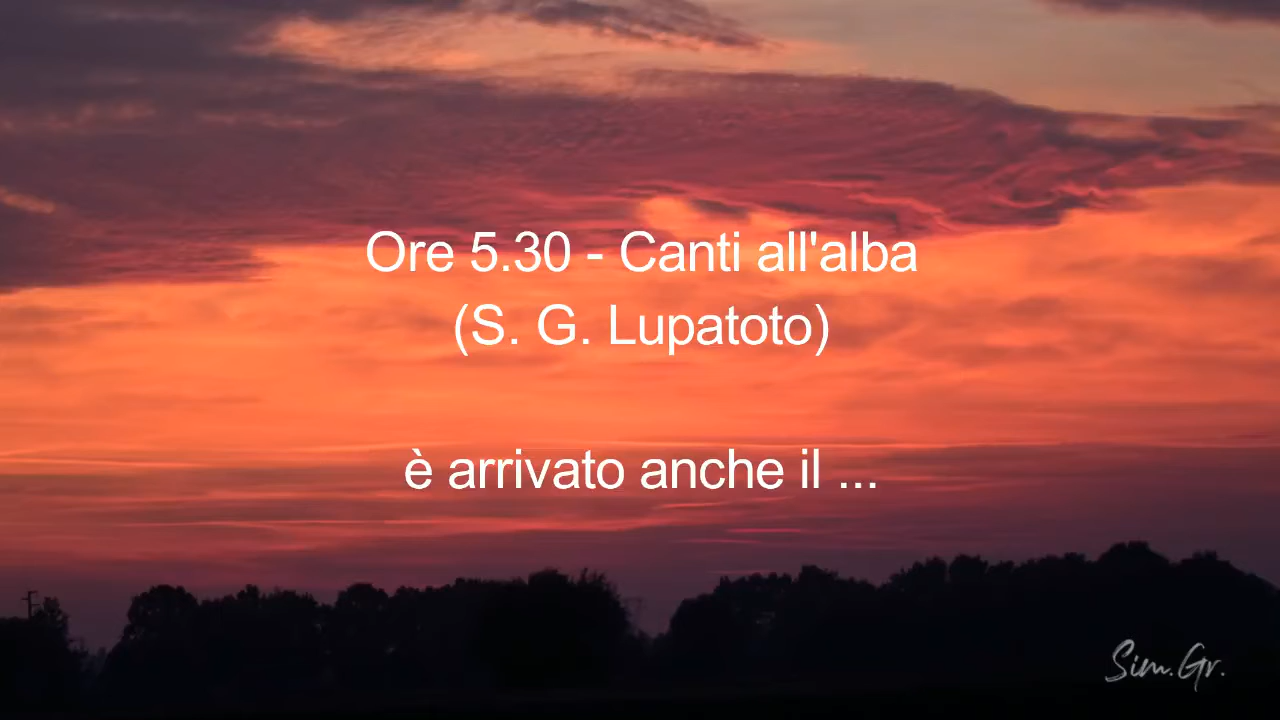 Ore 5.30 - Canti all'alba
(S. G. Lupatoto)
è arrivato anche il ...
Sim.Gr.